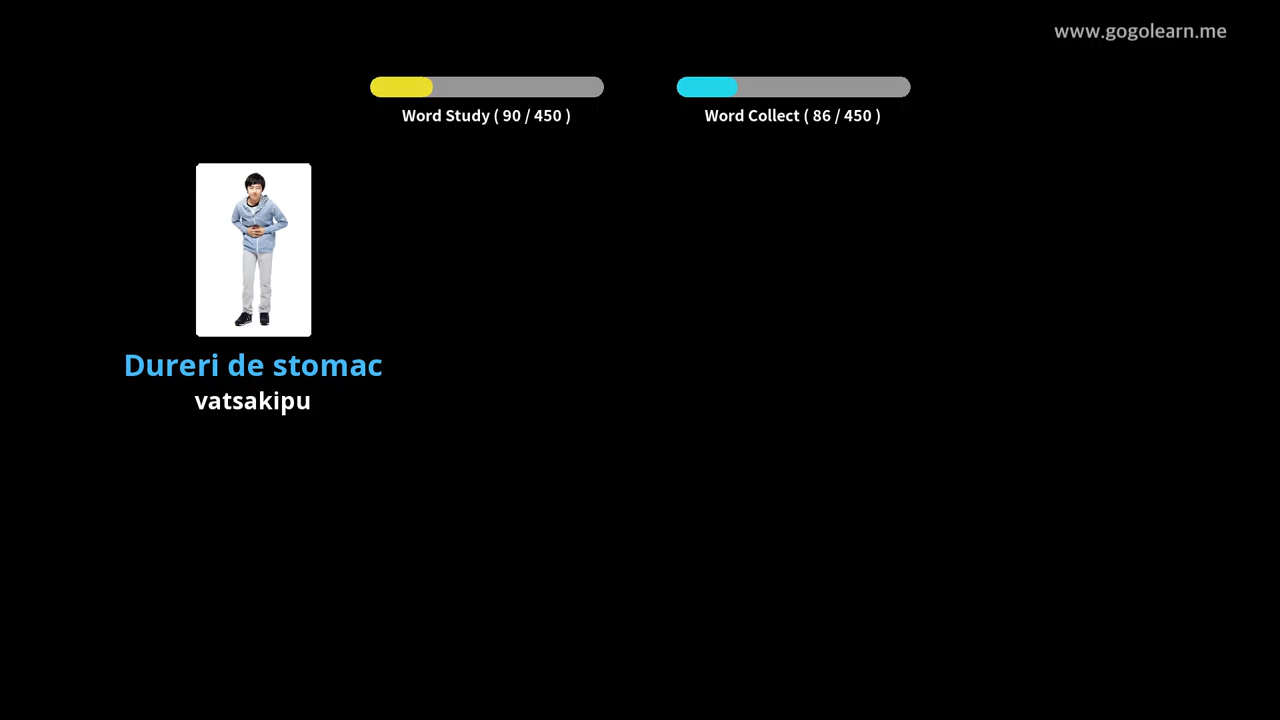 www.gogolearn.me
Word Study ( 90 / 450 )
Word Collect ( 86 / 450 )
Dureri de stomac
vatsakipu